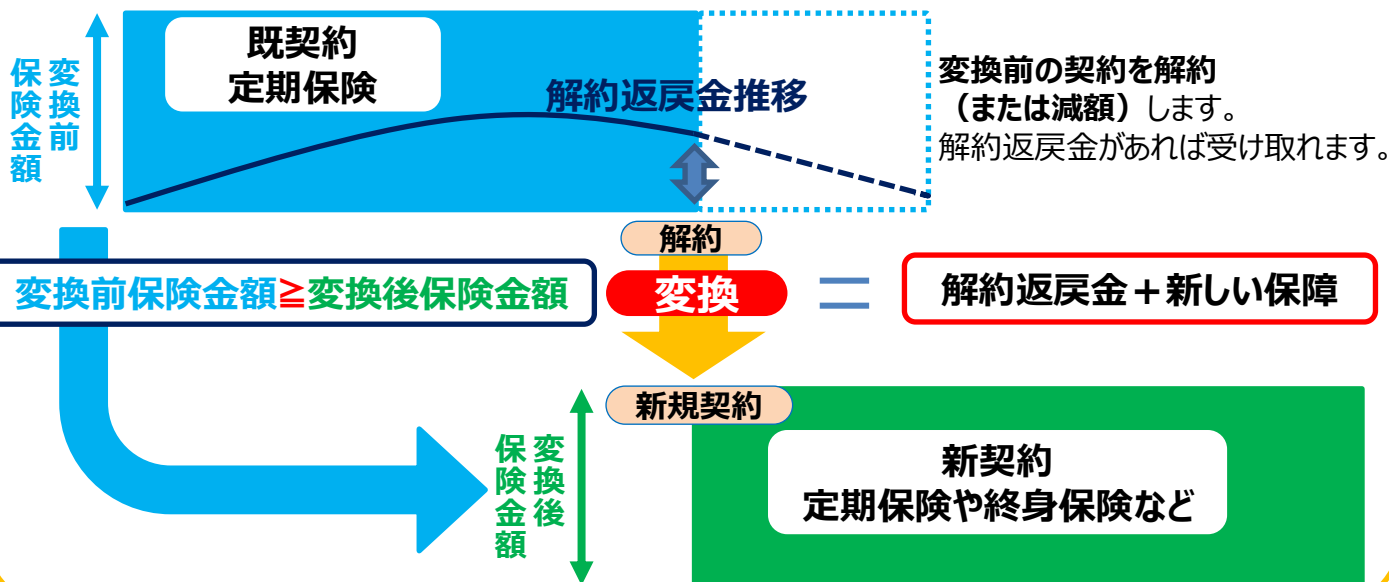 変換前
保険金額
既契約
定期保険
解約返戻金推移
変換前の契約を解約
（または減額）します。
解約返戻金があれば受け取れます。
解約
変換前保険金額≧変換後保険金額
変換
＝
解約返戻金＋新しい保障
新規契約
変換後
保険金額
新契約
定期保険や終身保険など